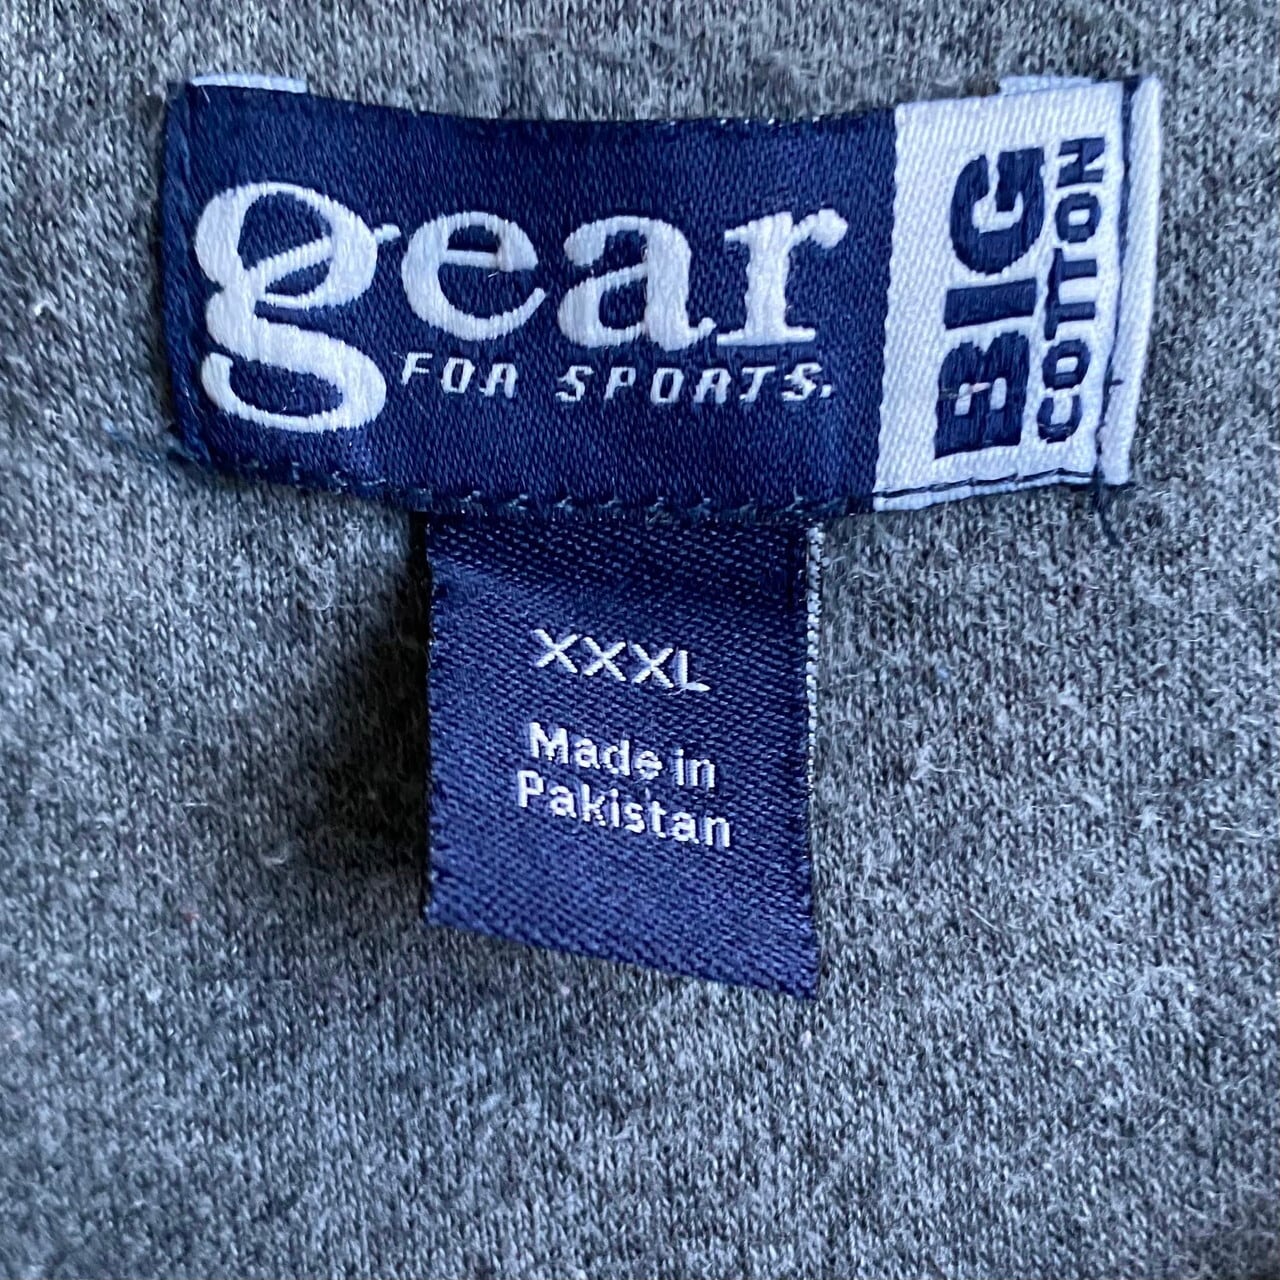 gear
FOR SPORTS.
BIG
COTTON
XXXL
Made in
Pakistan